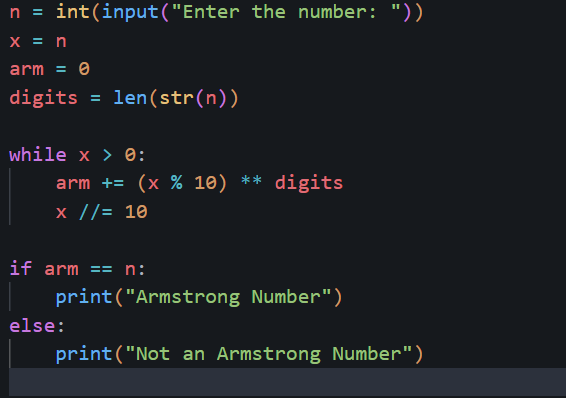 n = int(input("Enter the number: "))
x = n
arm = 0
digits = len(str(n))

while x > 0:
    arm += (x % 10) ** digits
    x //= 10

if arm == n:
    print("Armstrong Number")
else:
    print("Not an Armstrong Number")